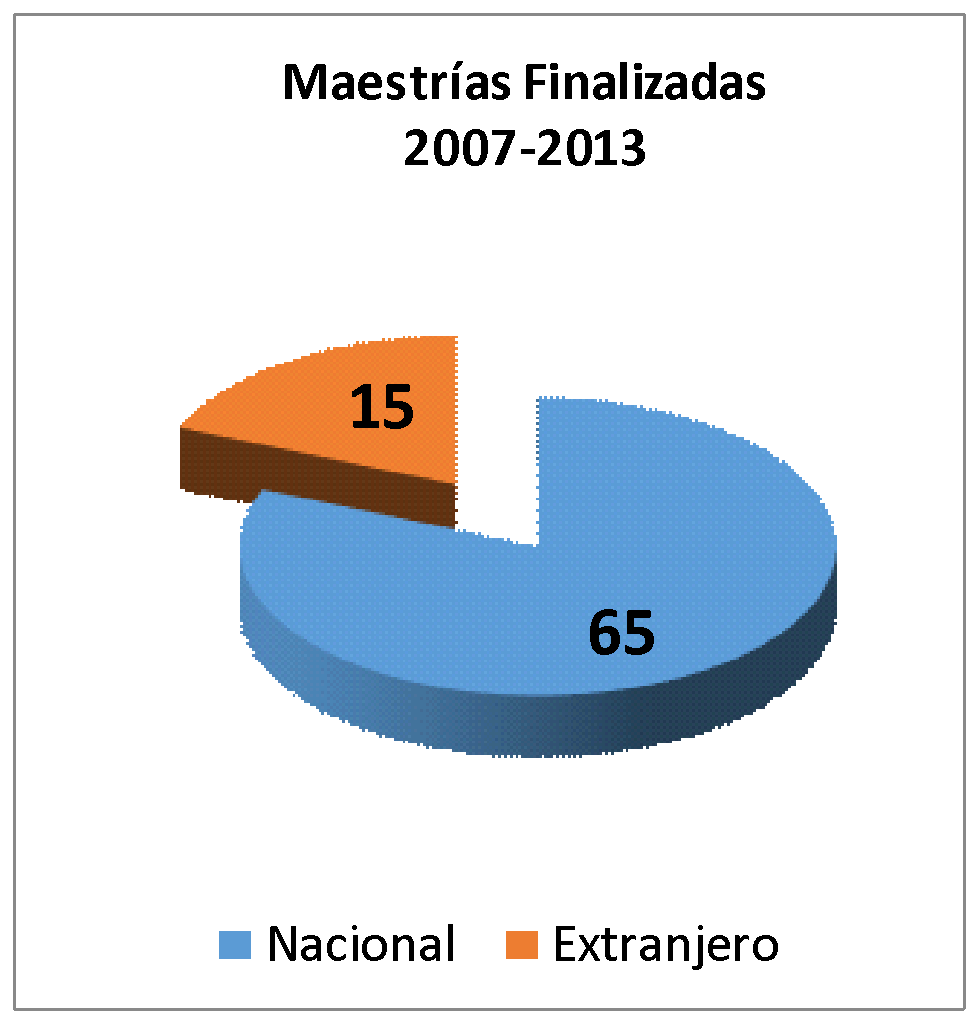 Maestrías Finalizadas
2007-2013
15
65
Nacional Extranjero